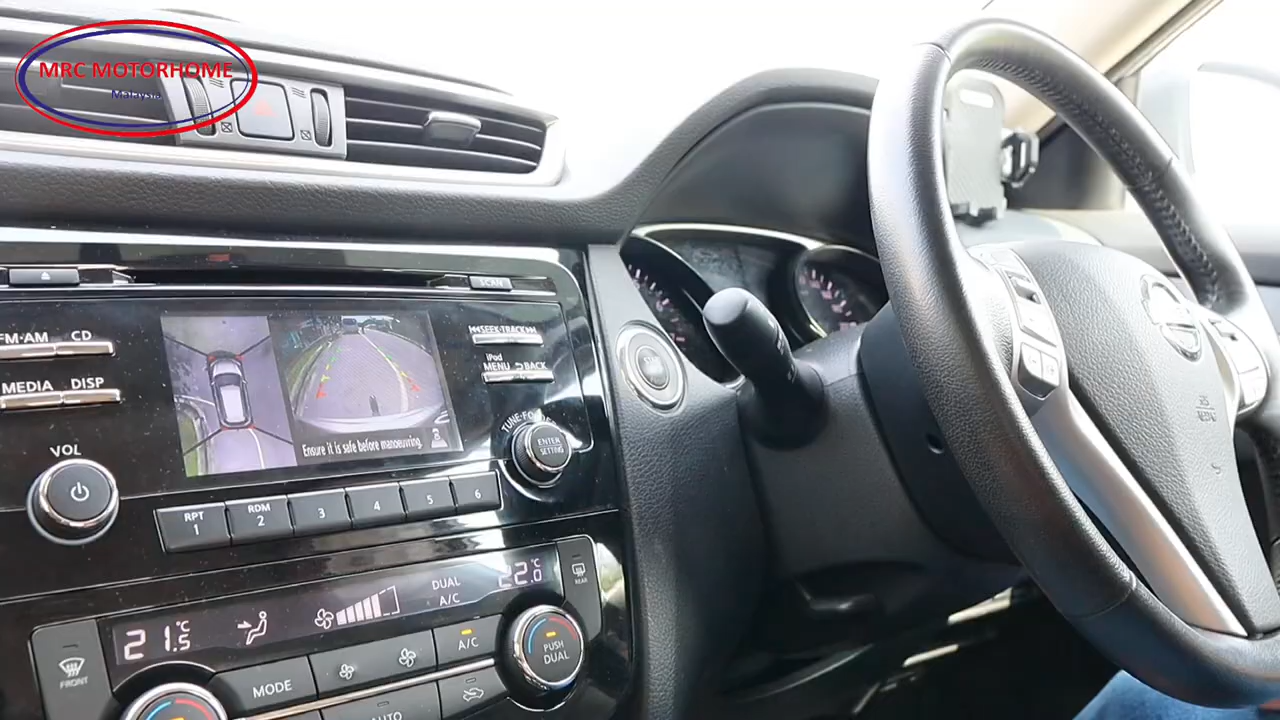 MRC MOTORHOME
Malaysia
SCAN
FM·AM CD
SEEK·TRACK
iPod
MENU BACK
MEDIA DISP
Ensure it is safe before manoeuvring.
ENTER
SETTING
VOL
RPT
1
RDM
2
3
4
5
6
DUAL
A/C
22.0°C
REAR
21.5°C
FRONT
MODE
A/C
PUSH
DUAL
AUTO